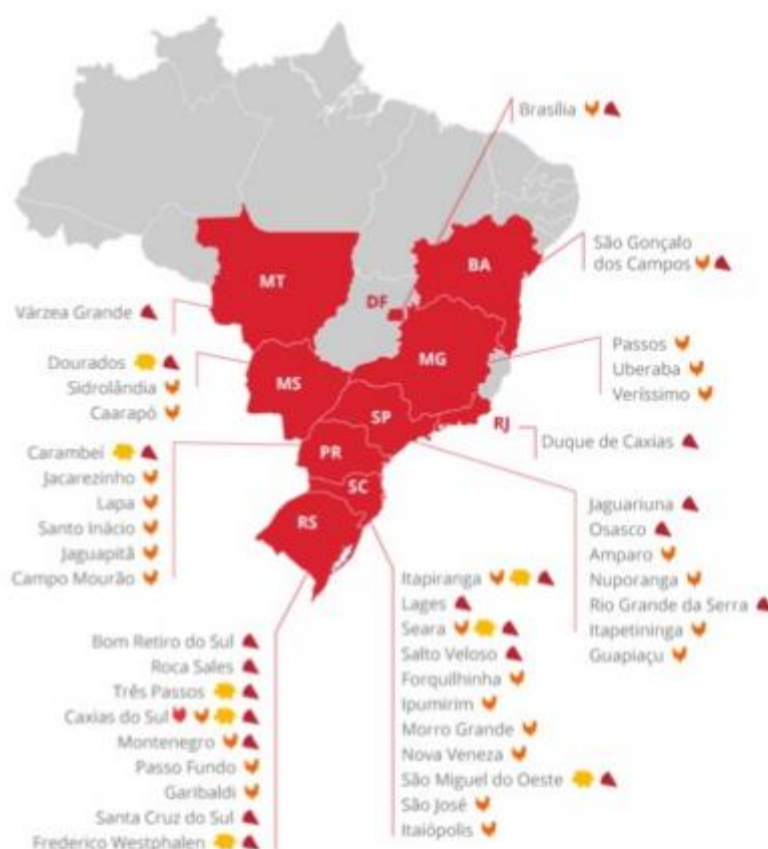 Brasília
São Gonçalo
dos Campos
MT
BA
DF
MG
MS
SP
RJ
PR
SC
RS
Várzea Grande
Dourados
Sidrolândia
Caarapó
Passos
Uberaba
Veríssimo
Duque de Caxias
Carambeí
Jacarezinho
Lapa
Santo Inácio
Jaguapitã
Campo Mourão
Jaguariuna
Osasco
Amparo
Nuporanga
Rio Grande da Serra
Itapetininga
Guapiaçu
Itapiranga
Lages
Seara
Salto Veloso
Forquilhinha
Ipumirim
Morro Grande
Nova Veneza
São Miguel do Oeste
São José
Itaiópolis
Bom Retiro do Sul
Roca Sales
Três Passos
Caxias do Sul
Montenegro
Passo Fundo
Garibaldi
Santa Cruz do Sul
Frederico Westphalen